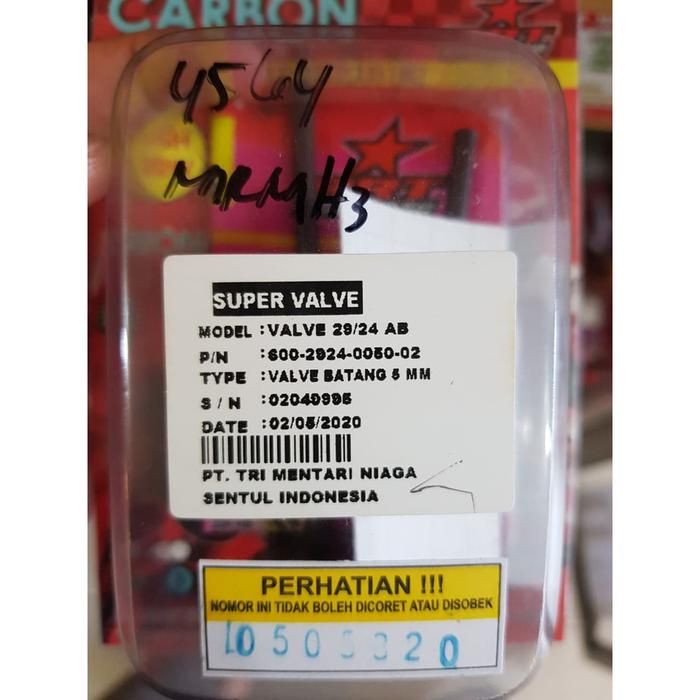 CARBON
4564
MRMH3
SUPER VALVE
MODEL : VALVE 29/24 AB
P/N : 600-2924-0050-02
TYPE : VALVE BATANG 5 MM
S / N : 02049995
DATE : 02/05/2020
PT. TRI MENTARI NIAGA
SENTUL INDONESIA
PERHATIAN !!!
NOMOR INI TIDAK BOLEH DICORET ATAU DISOBEK